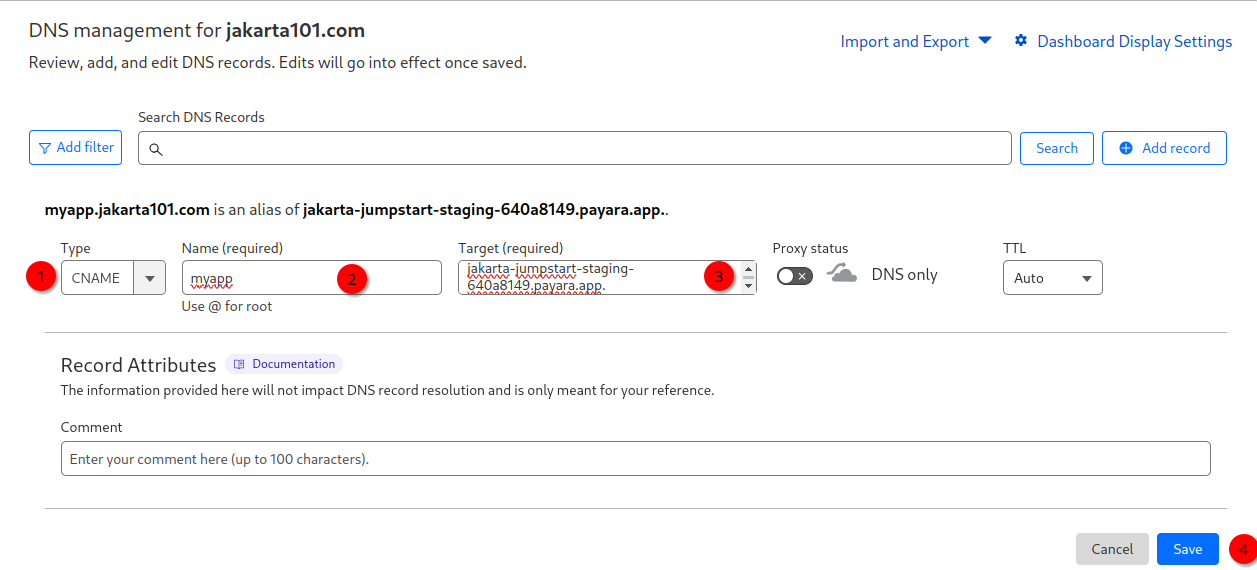 DNS management for jakarta101.com
Import and Export
Dashboard Display Settings
Review, add, and edit DNS records. Edits will go into effect once saved.
Search DNS Records
Add filter
Search
Add record
myapp.jakarta101.com is an alias of jakarta-jumpstart-staging-640a8149.payara.app..
Type
Name (required)
Target (required)
Proxy status
TTL
1
CNAME
myapp
2
jakarta-jumpstart-staging-
640a8149.payara.app.
3
DNS only
Auto
Use @ for root
Record Attributes
Documentation
The information provided here will not impact DNS record resolution and is only meant for your reference.
Comment
Enter your comment here (up to 100 characters).
Cancel
Save
4